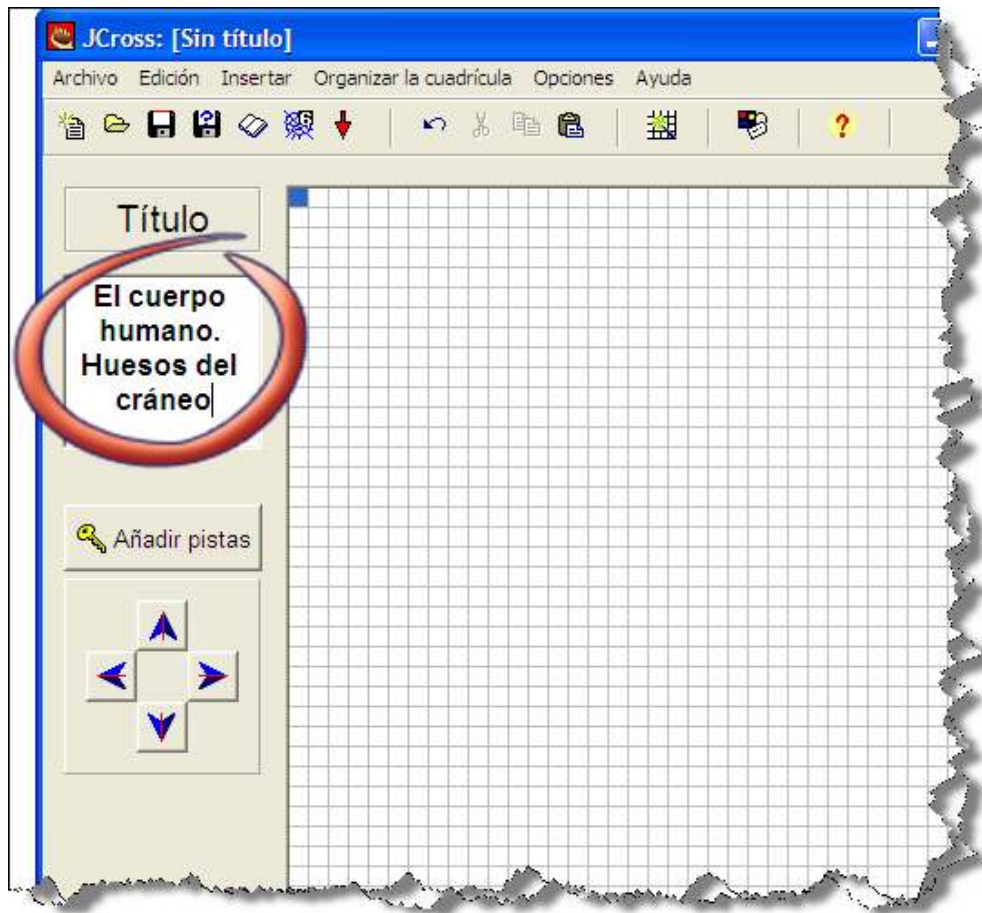 JCross: [Sin título]
Archivo Edición Insertar Organizar la cuadrícula Opciones Ayuda
Título
El cuerpo
humano.
Huesos del
cráneo
Añadir pistas